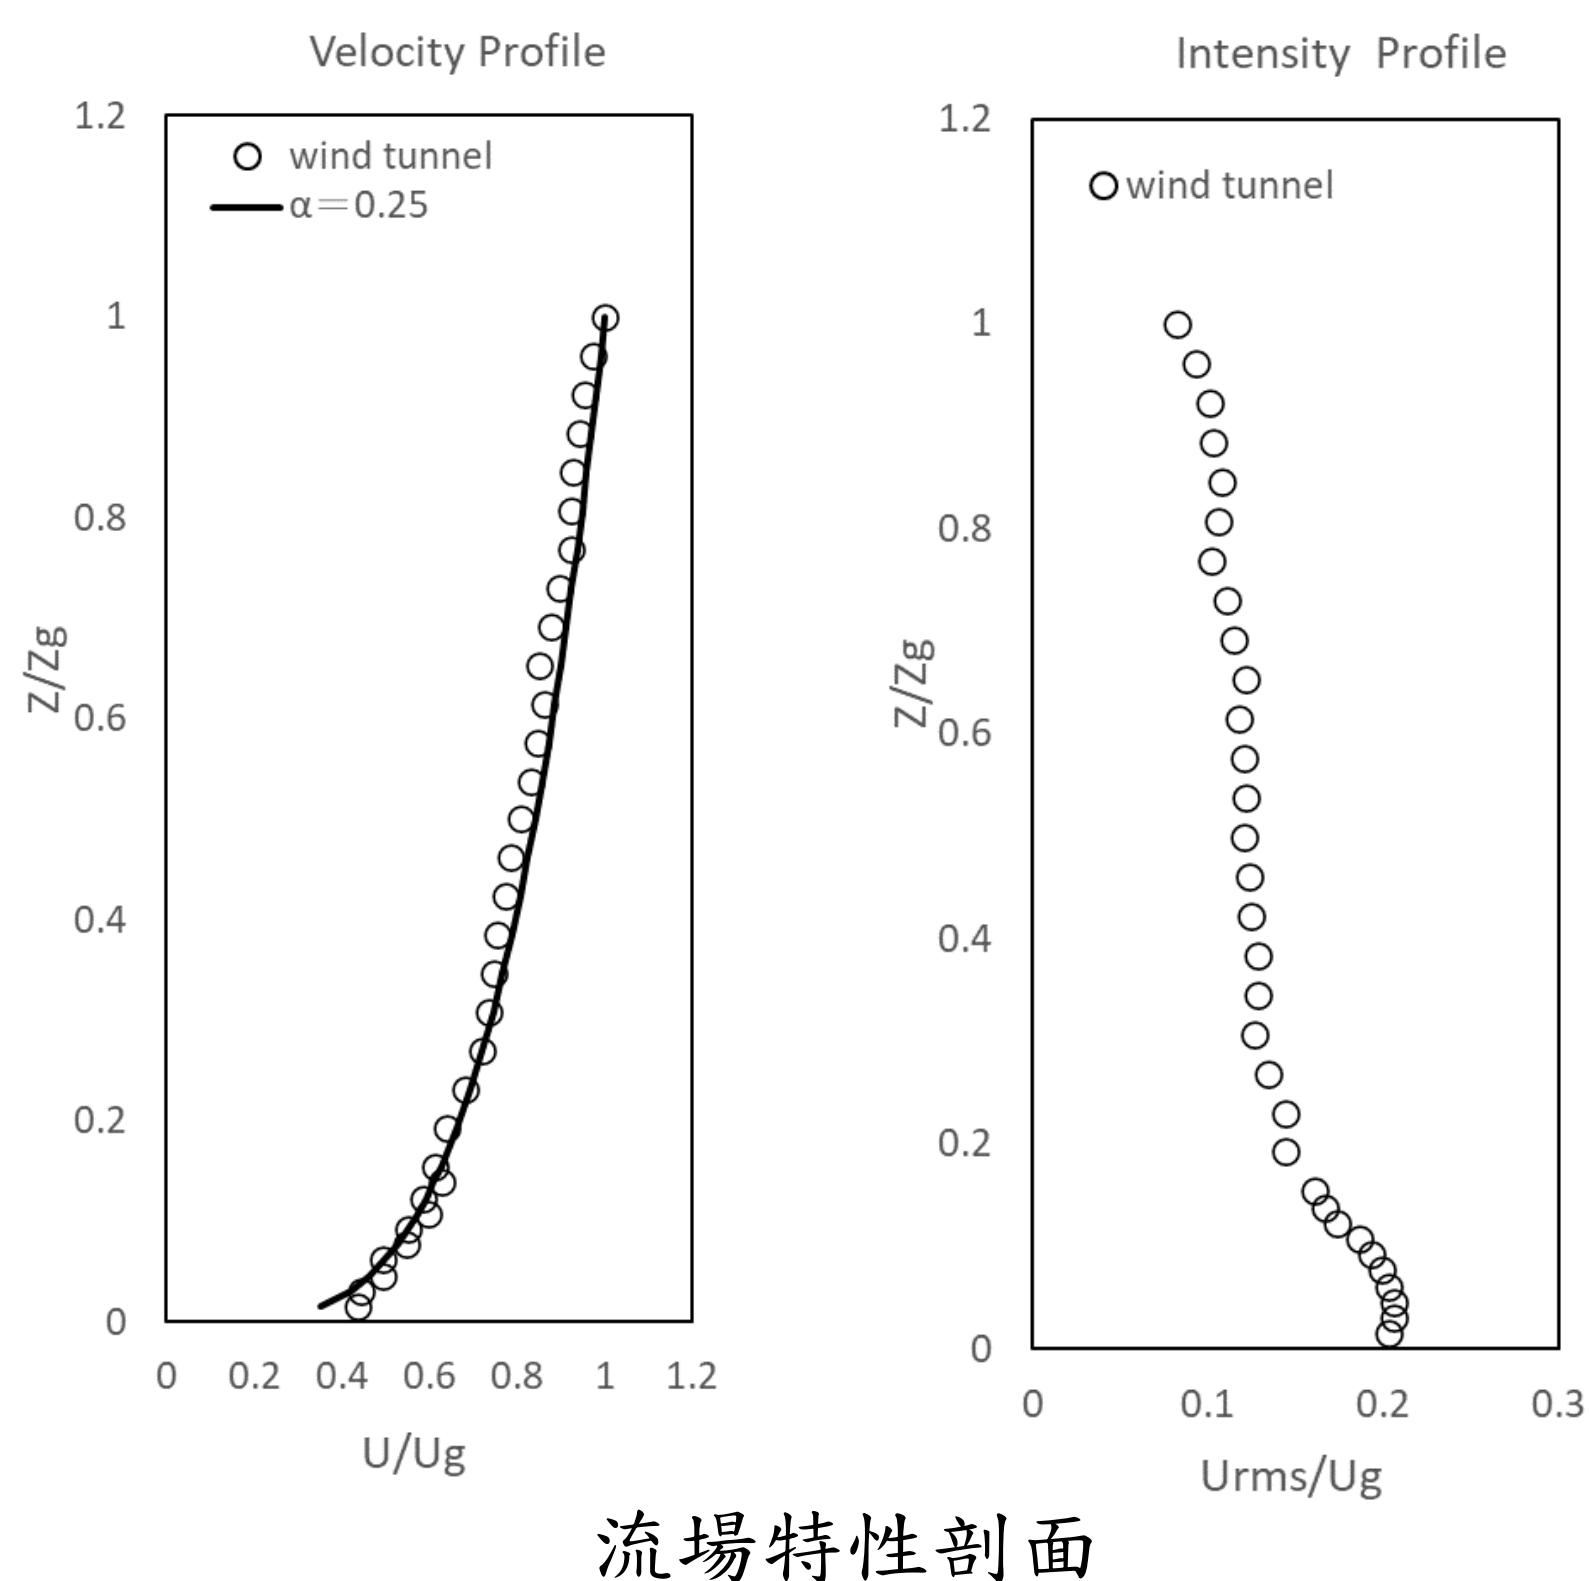 Velocity Profile
1.2
wind tunnel
α＝0.25
1
0.8
Z/Zg
0.6
0.4
0.2
0
0 0.2 0.4 0.6 0.8 1 1.2
U/Ug
Intensity Profile
1.2
wind tunnel
1
0.8
Z/Zg
0.6
0.4
0.2
0
0 0.1 0.2 0.3
Urms/Ug
流場特性剖面